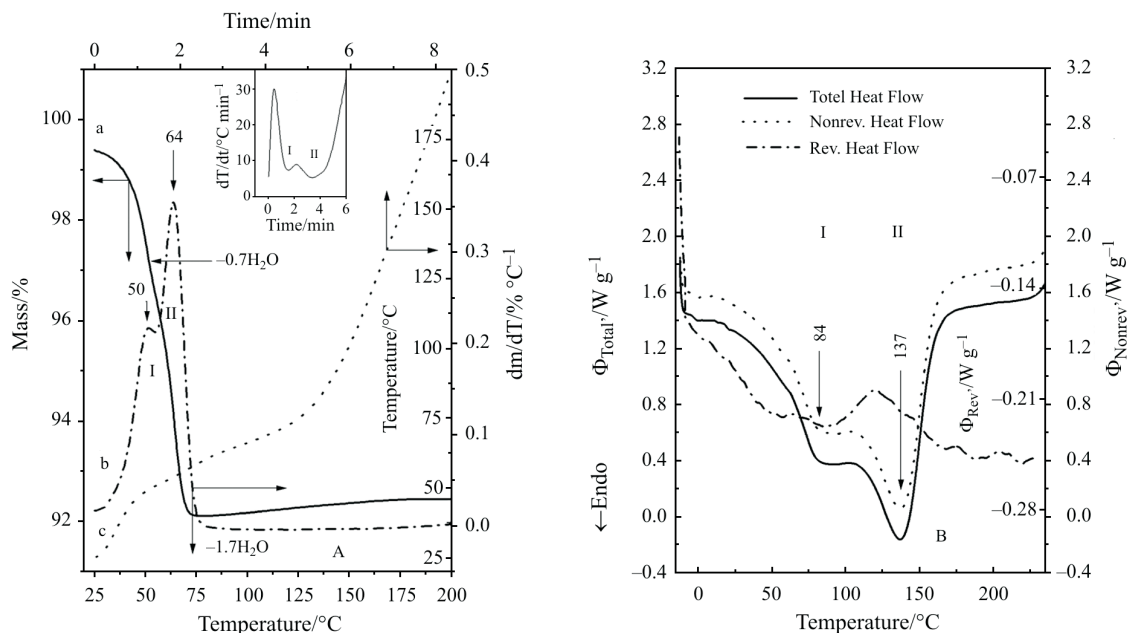 Time/min
0 2 4 6 8
Mass/%
100
98
96
94
92
a
b
c
64
50
I
II
–0.7H₂O
–1.7H₂O
A
dT/dt/°C min⁻¹
30
20
10
0
I II
0 2 4 6
Time/min
Temperature/°C
175
150
125
100
75
50
25
0.5
0.4
0.3
0.2
0.1
0.0
dm/dT/% °C⁻¹
25 50 75 100 125 150 175 200
Temperature/°C
Φ_Total,/W g⁻¹
←Endo
3.2
2.8
2.4
2.0
1.6
1.2
0.8
0.4
0.0
–0.4
Totel Heat Flow
Nonrev. Heat Flow
Rev. Heat Flow
I II
84
137
B
Φ_Rev,/W g⁻¹
–0.07
–0.14
–0.21
–0.28
3.2
2.8
2.4
2.0
1.6
1.2
0.8
0.4
0.0
–0.4
Φ_Nonrev,/W g⁻¹
0 50 100 150 200
Temperature/°C